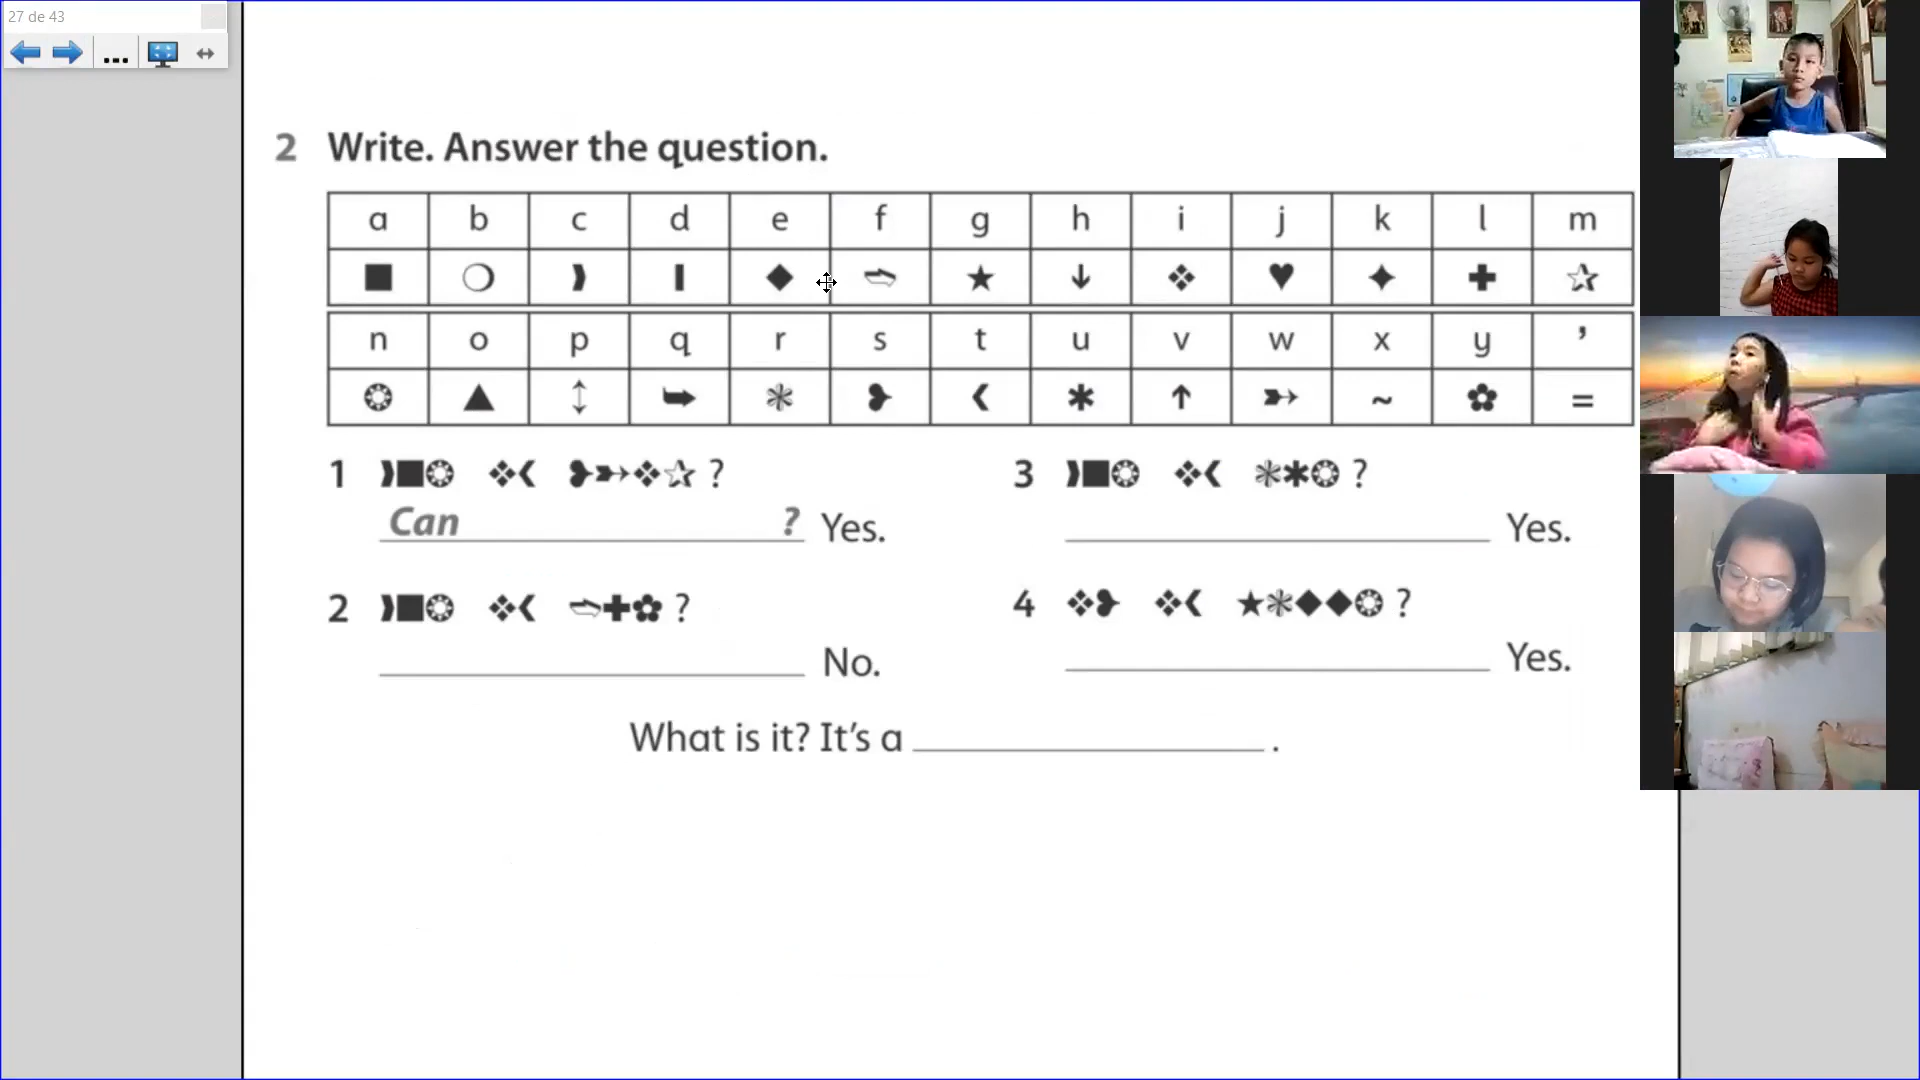 27 de 43
...
2 Write. Answer the question.
a b c d e f g h i j k l m
■ ❍ ❫ ❙ ◆ ➬ ★ ↓ ❖ ♥ ✦ ✚ ✰
n o p q r s t u v w x y ’
❂ ▲ ↕ ➥ ❃ ❥ ❮ ✱ ↑ ➳ ~ ✿ =
1 ❫■❂ ❖❮ ❥➳❖✰ ? 3 ❫■❂ ❖❮ ❃✱❂ ?
Can ? Yes. Yes.
2 ❫■❂ ❖❮ ➬✚✿ ? 4 ❖❥ ❖❮ ★❃◆◆❂ ?
No. Yes.
What is it? It’s a .